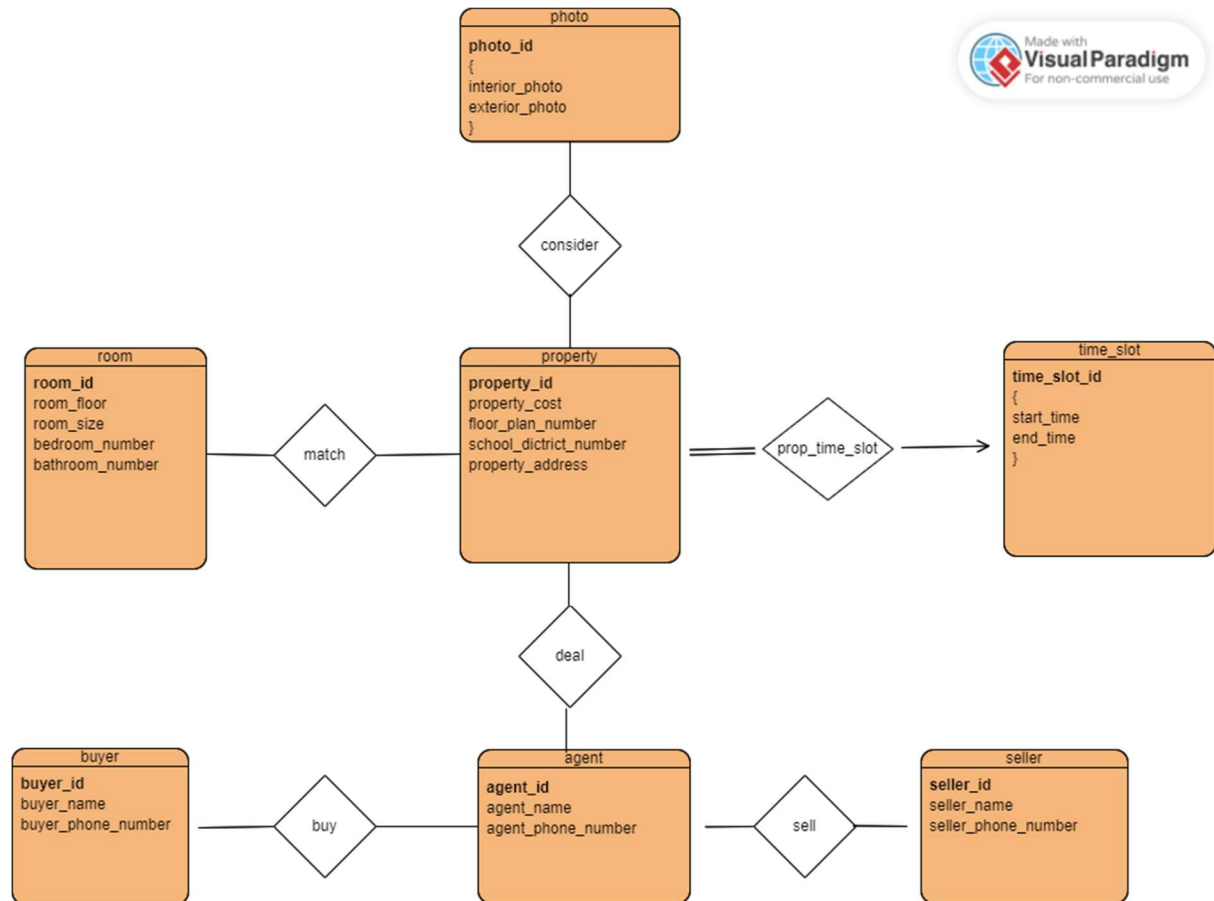 photo
photo_id
{
interior_photo
exterior_photo
}
Made with
Visual Paradigm
For non-commercial use
consider
room
room_id
room_floor
room_size
bedroom_number
bathroom_number
match
property
property_id
property_cost
floor_plan_number
school_dictrict_number
property_address
prop_time_slot
time_slot
time_slot_id
{
start_time
end_time
}
deal
buyer
buyer_id
buyer_name
buyer_phone_number
buy
agent
agent_id
agent_name
agent_phone_number
sell
seller
seller_id
seller_name
seller_phone_number